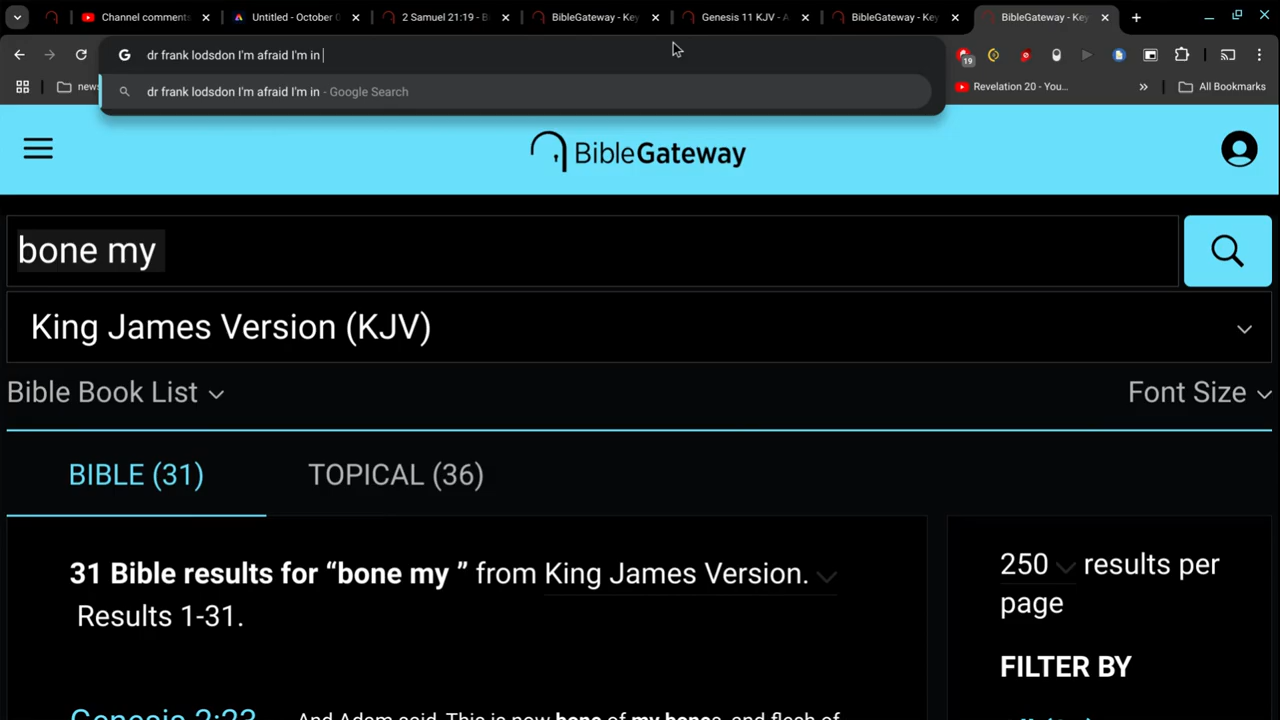 Channel comment
Untitled - October
2 Samuel 21:19 - B
BibleGateway - Key
Genesis 11 KJV - A
BibleGateway - Key
BibleGateway - Key
dr frank lodsdon I'm afraid I'm in
19
news
dr frank lodsdon I'm afraid I'm in - Google Search
Revelation 20 - You...
All Bookmarks
BibleGateway
bone my
King James Version (KJV)
Bible Book List
Font Size
BIBLE (31)
TOPICAL (36)
31 Bible results for “bone my ” from King James Version.
Results 1-31.
250 results per
page
FILTER BY
Genesis 2:23 And Adam said, This is now bone of my bones, and flesh of